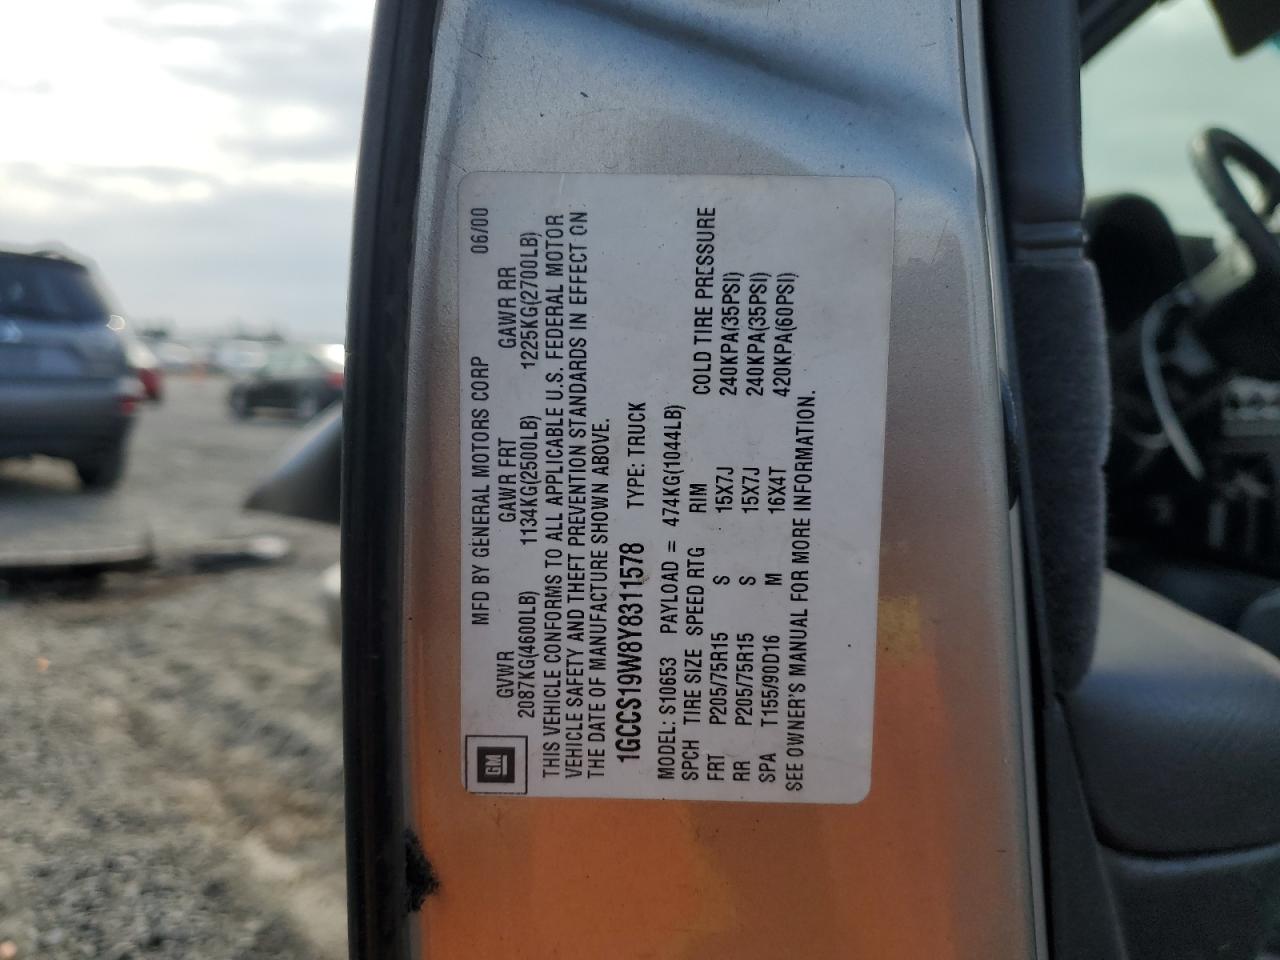 GM
MFD BY GENERAL MOTORS CORP 06/00
GVWR GAWR FRT GAWR RR
2087KG(4600LB) 1134KG(2500LB) 1225KG(2700LB)
THIS VEHICLE CONFORMS TO ALL APPLICABLE U.S. FEDERAL MOTOR
VEHICLE SAFETY AND THEFT PREVENTION STANDARDS IN EFFECT ON
THE DATE OF MANUFACTURE SHOWN ABOVE.
1GCCS19W8Y8311578 TYPE: TRUCK
MODEL: S10653 PAYLOAD = 474KG(1044LB)
SPCH TIRE SIZE SPEED RTG RIM COLD TIRE PRESSURE
FRT P205/75R15 S 15X7J 240KPA(35PSI)
RR P205/75R15 S 15X7J 240KPA(35PSI)
SPA T155/90D16 M 16X4T 420KPA(60PSI)
SEE OWNER'S MANUAL FOR MORE INFORMATION.